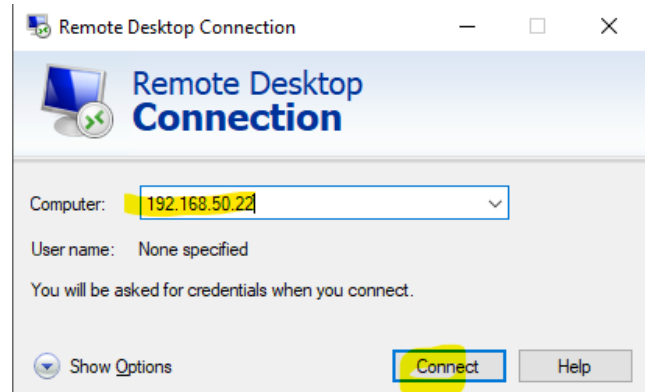 Remote Desktop Connection
Remote Desktop
Connection
Computer: 192.168.50.22
User name: None specified
You will be asked for credentials when you connect.
Show Options Connect Help